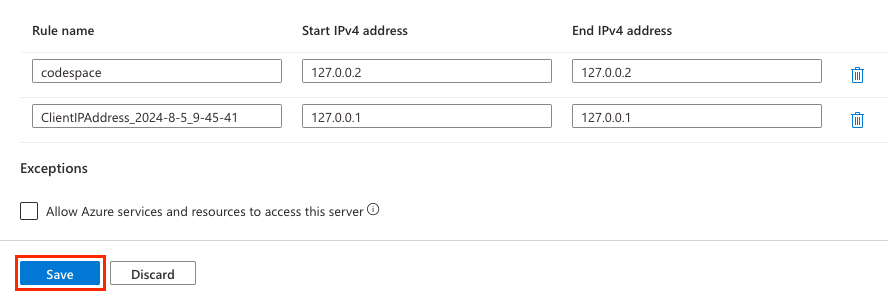 Rule name Start IPv4 address End IPv4 address
codespace 127.0.0.2 127.0.0.2
ClientIPAddress_2024-8-5_9-45-41 127.0.0.1 127.0.0.1
Exceptions
Allow Azure services and resources to access this server
Save Discard